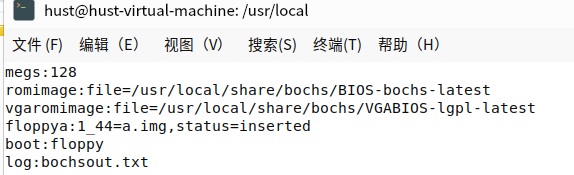 hust@hust-virtual-machine: /usr/local
文件 (F) 编辑（E） 视图（V） 搜索(S) 终端(T) 帮助（H）
megs:128
romimage:file=/usr/local/share/bochs/BIOS-bochs-latest
vgaromimage:file=/usr/local/share/bochs/VGABIOS-lgpl-latest
floppya:1_44=a.img,status=inserted
boot:floppy
log:bochsout.txt